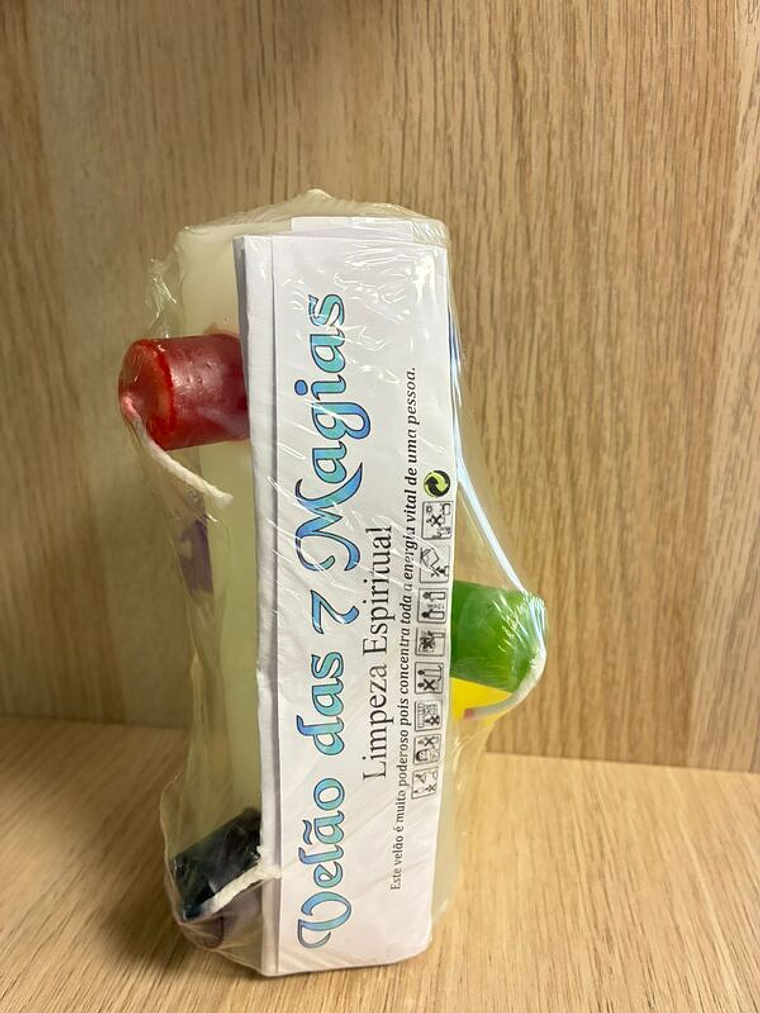 Velão das 7 Magias
Limpeza Espiritual
Este velão é muito poderoso pois concentra toda a energia vital de uma pessoa.